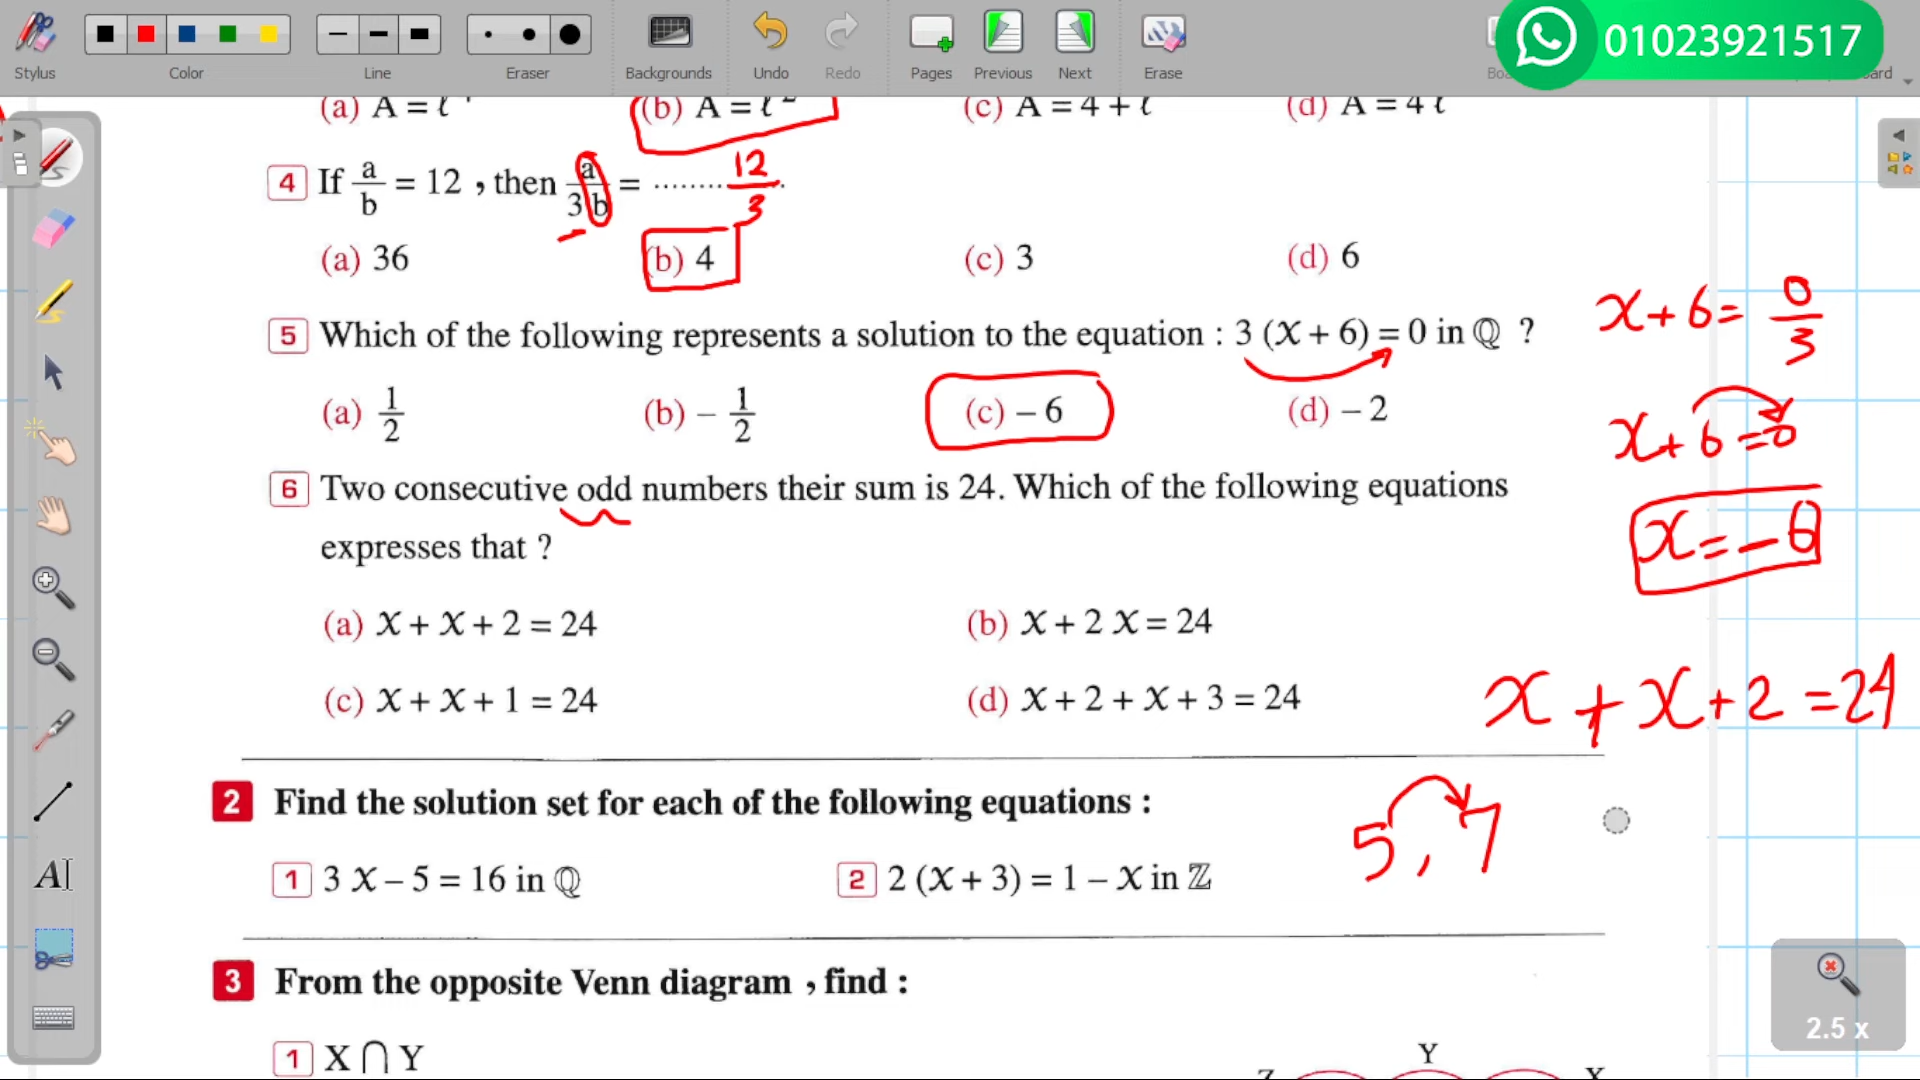 Stylus Color Line Eraser Backgrounds Undo Redo Pages Previous Next Erase
01023921517
(b) A = ℓ²
(c) A = 4 + ℓ
(d) A = 4 ℓ
4 If a/b = 12 , then a/3b = ........ 12/3
(a) 36
(b) 4
(c) 3
(d) 6
5 Which of the following represents a solution to the equation : 3 (X + 6) = 0 in ℚ ?
(a) 1/2
(b) – 1/2
(c) – 6
(d) – 2
x + 6 = 0/3
x + 6 = 0
x = – 6
6 Two consecutive odd numbers their sum is 24. Which of the following equations
expresses that ?
(a) X + X + 2 = 24
(b) X + 2 X = 24
(c) X + X + 1 = 24
(d) X + 2 + X + 3 = 24
x + x + 2 = 24
2 Find the solution set for each of the following equations :
5 , 7
1 3 X – 5 = 16 in ℚ
2 2 (X + 3) = 1 – X in ℤ
3 From the opposite Venn diagram , find :
1 X ⋂ Y
Y
2.5 x